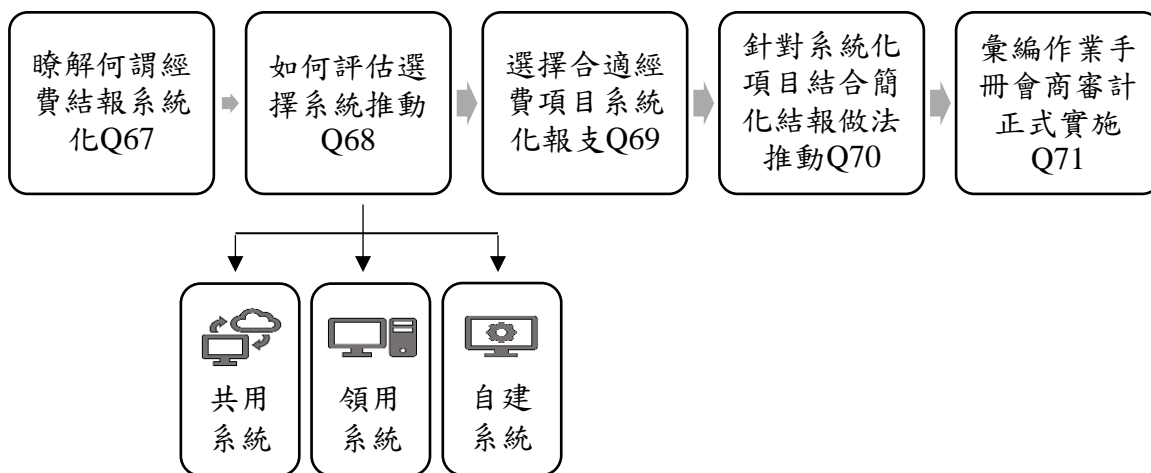 瞭解何謂經
費結報系統
化Q67
如何評估選
擇系統推動
Q68
選擇合適經
費項目系統
化報支Q69
針對系統化
項目結合簡
化結報做法
推動Q70
彙編作業手
冊會商審計
正式實施
Q71
共用
系統
領用
系統
自建
系統